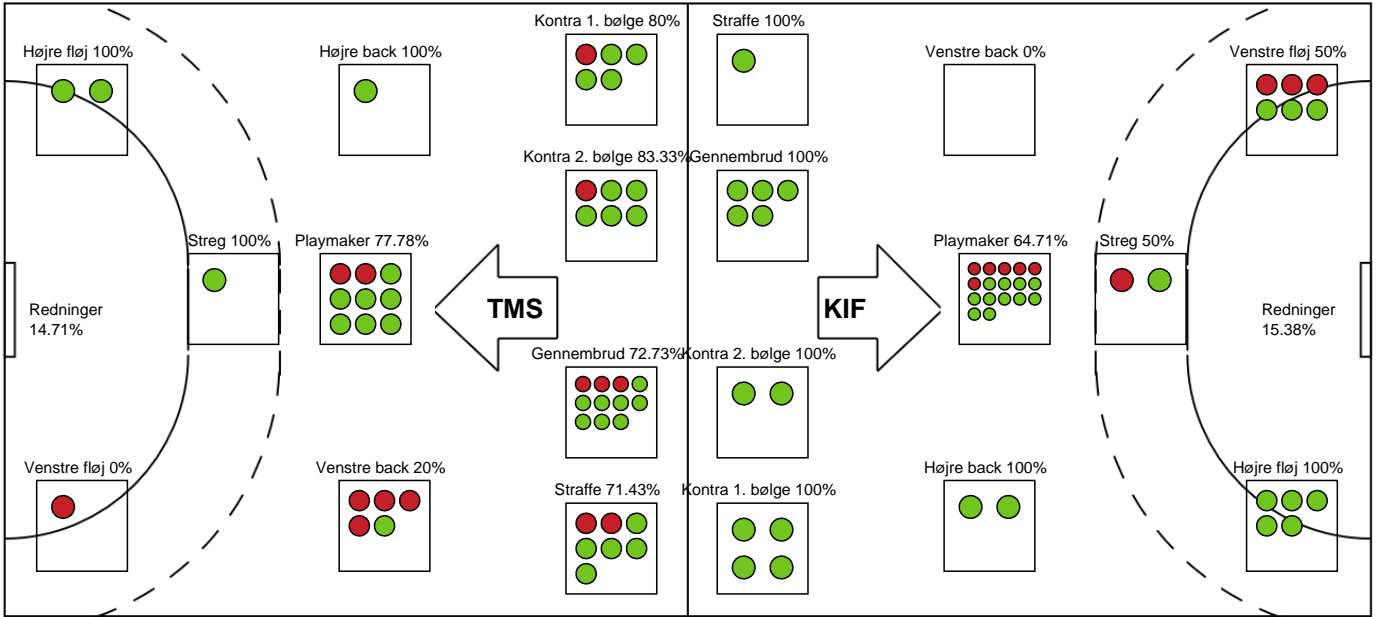 Kontra 1. bølge 80%
Straffe 100%
Højre fløj 100%
Højre back 100%
Venstre back 0%
Venstre fløj 50%
Kontra 2. bølge 83.33%
Gennembrud 100%
Streg 100%
Playmaker 77.78%
Playmaker 64.71%
Streg 50%
Redninger
14.71%
TMS
KIF
Redninger
15.38%
Gennembrud 72.73%
Kontra 2. bølge 100%
Venstre fløj 0%
Venstre back 20%
Højre back 100%
Højre fløj 100%
Straffe 71.43%
Kontra 1. bølge 100%